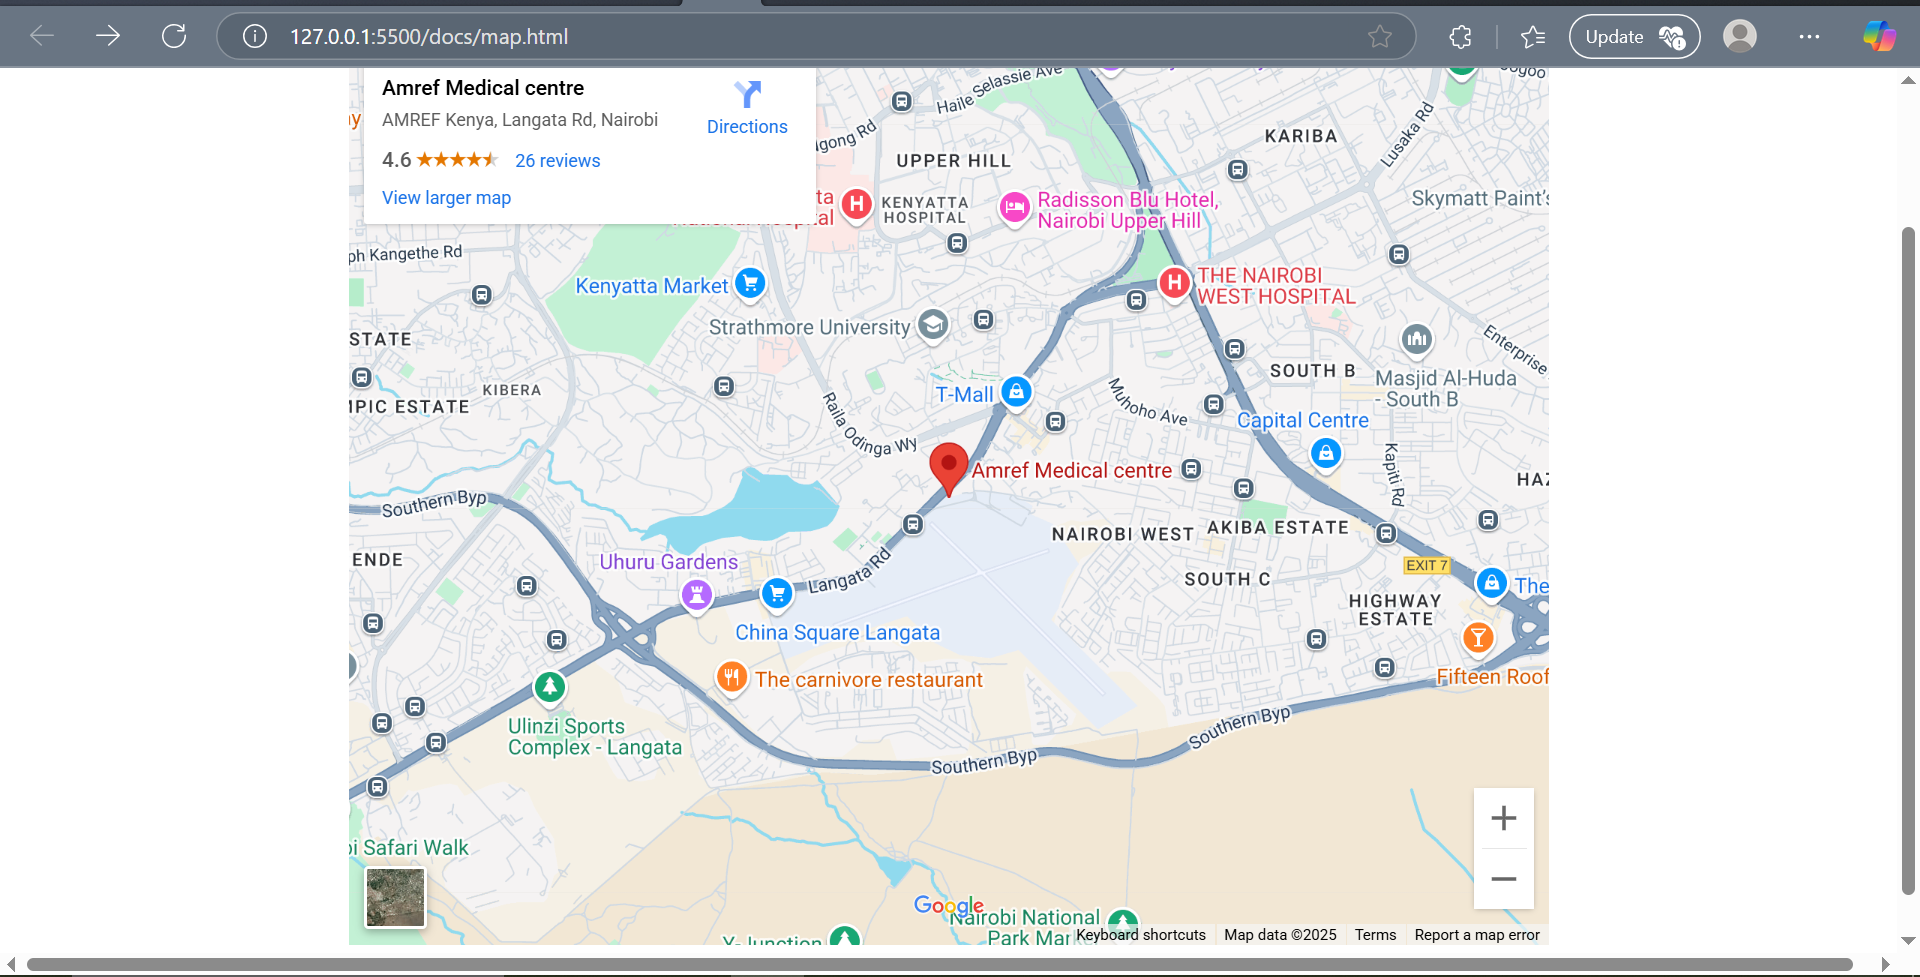 127.0.0.1:5500/docs/map.html
Update
Amref Medical centre
AMREF Kenya, Langata Rd, Nairobi
Directions
4.6
26 reviews
View larger map
Haile Selassie Ave
KARIBA
Lusaka Rd
UPPER HILL
KENYATTA
HOSPITAL
Radisson Blu Hotel,
Nairobi Upper Hill
Skymatt Paint's
ph Kangethe Rd
Kenyatta Market
THE NAIROBI
WEST HOSPITAL
Strathmore University
Enterprise
STATE
KIBERA
MPIC ESTATE
SOUTH B
Masjid Al-Huda
- South B
T-Mall
Muhoho Ave
Capital Centre
Raila Odinga Wy
Kapiti Rd
Amref Medical centre
HAZ
Southern Byp
NAIROBI WEST
AKIBA ESTATE
ENDE
Uhuru Gardens
Langata Rd
SOUTH C
EXIT 7
The
HIGHWAY
ESTATE
China Square Langata
The carnivore restaurant
Fifteen Roof
Ulinzi Sports
Complex - Langata
Southern Byp
Southern Byp
bi Safari Walk
Google
Nairobi National
Park Mar
Y-Junction
Keyboard shortcuts
Map data ©2025
Terms
Report a map error